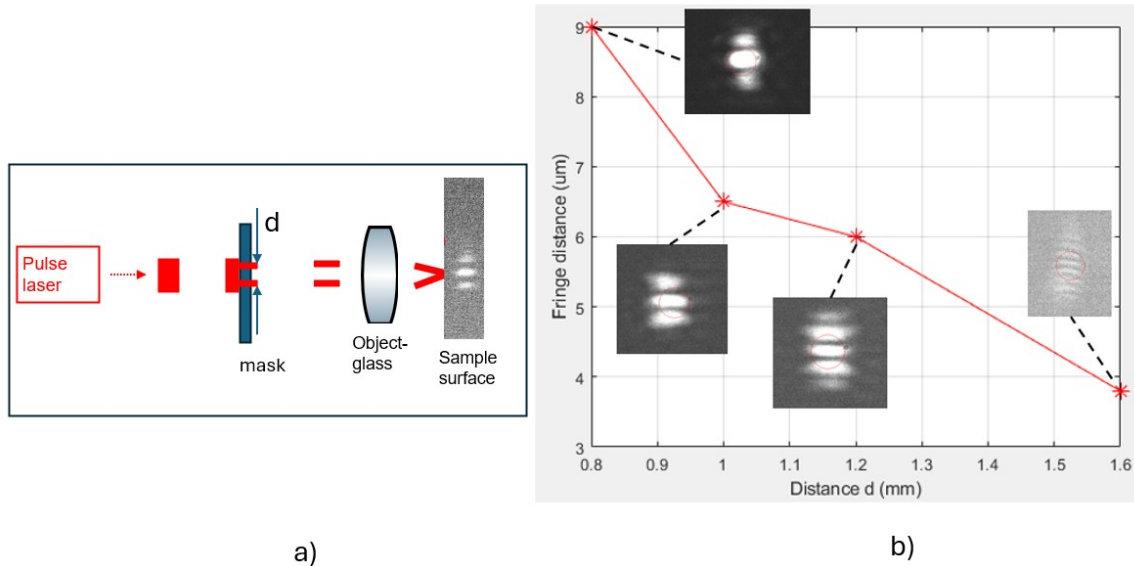 Pulse
laser
d
mask
Object-
glass
Sample
surface
a)
Fringe distance (um)
9
8
7
6
5
4
3
0.8 0.9 1 1.1 1.2 1.3 1.4 1.5 1.6
Distance d (mm)
b)